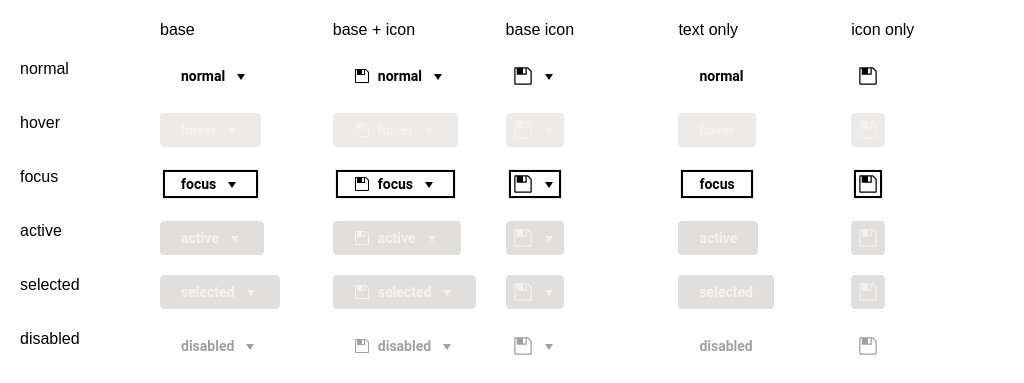 base base + icon base icon text only icon only
normal normal normal normal
hover hover hover hover
focus focus focus focus
active active active active
selected selected selected selected
disabled disabled disabled disabled